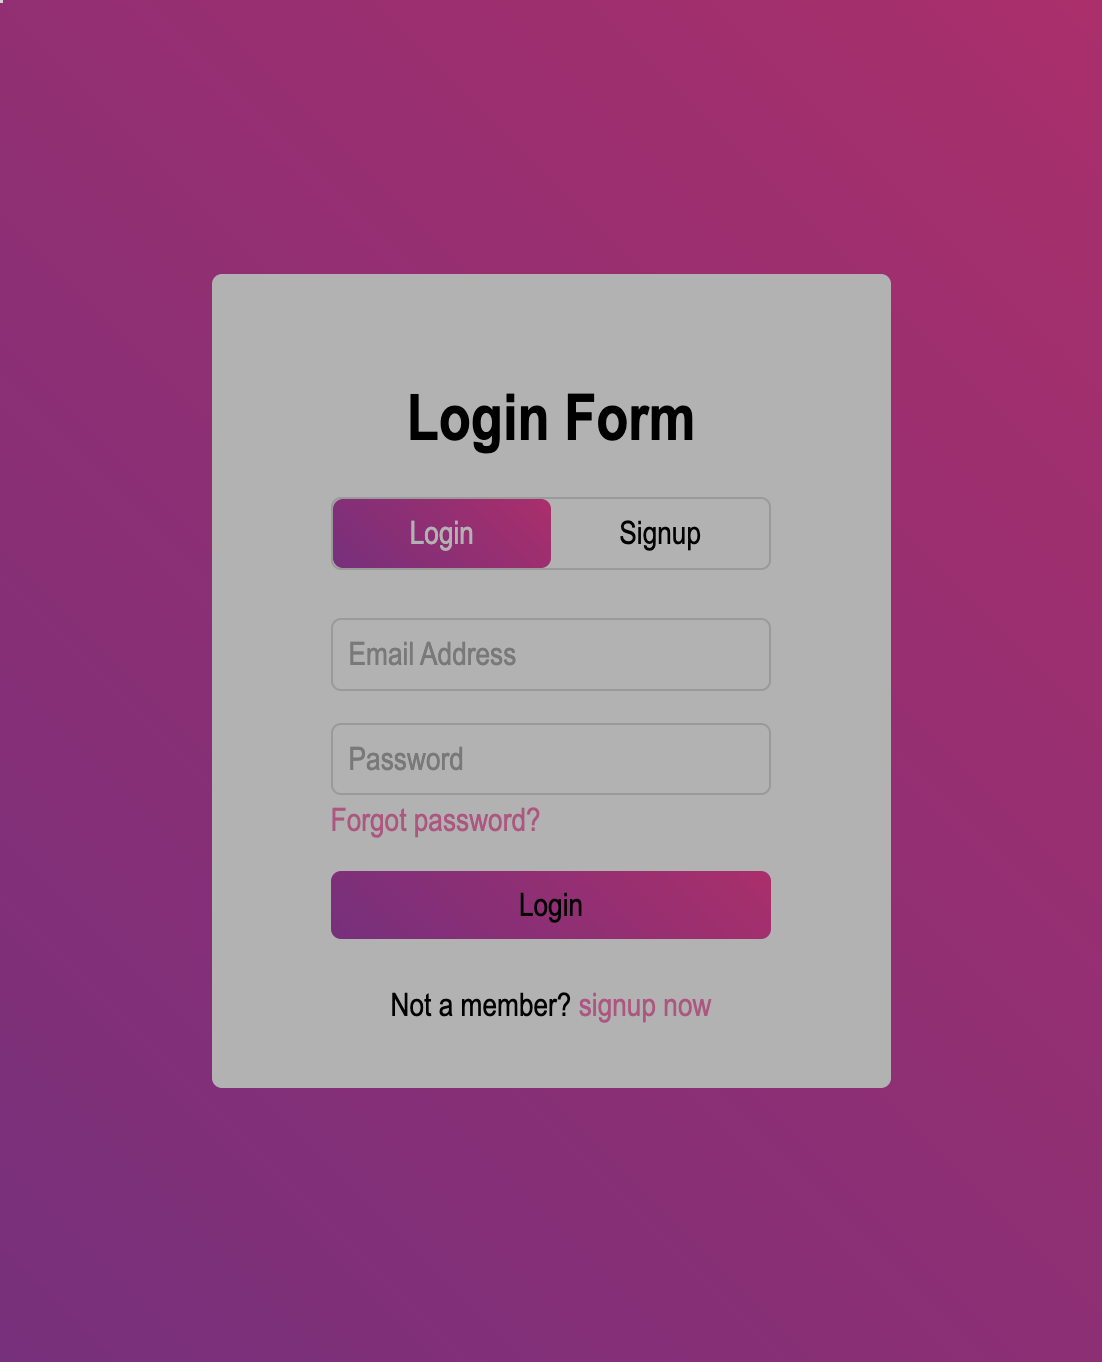 Login Form
Login Signup
Email Address
Password
Forgot password?
Login
Not a member? signup now